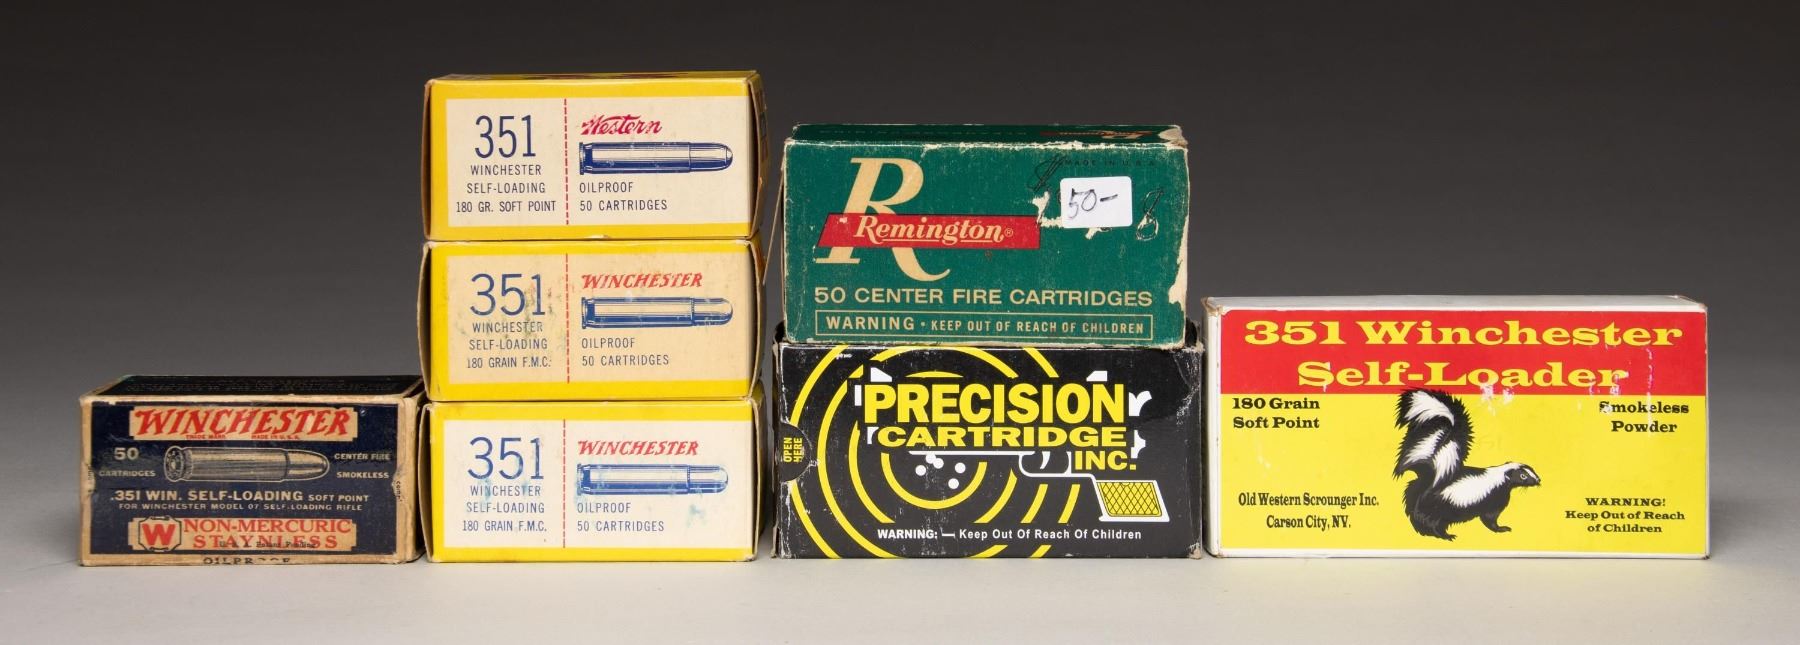 WINCHESTER
TRADE MARK MADE IN U.S.A.
50
CARTRIDGES
CENTER FIRE
SMOKELESS
.351 WIN. SELF-LOADING SOFT POINT
FOR WINCHESTER MODEL 07 SELF-LOADING RIFLE
W
NON-MERCURIC
STAYNLESS
OILPROOF
351
WINCHESTER
SELF-LOADING
180 GR. SOFT POINT
Western
OILPROOF
50 CARTRIDGES
351
WINCHESTER
SELF-LOADING
180 GRAIN F.M.C.
WINCHESTER
OILPROOF
50 CARTRIDGES
351
WINCHESTER
SELF-LOADING
180 GRAIN F.M.C.
WINCHESTER
OILPROOF
50 CARTRIDGES
MADE IN U.S.A.
50-
R
Remington®
50 CENTER FIRE CARTRIDGES
WARNING • KEEP OUT OF REACH OF CHILDREN
OPEN
HERE
PRECISION
CARTRIDGE
INC.
WARNING: — Keep Out Of Reach Of Children
351 Winchester
Self-Loader
180 Grain
Soft Point
Smokeless
Powder
Old Western Scrounger Inc.
Carson City, NV.
WARNING!
Keep Out of Reach
of Children